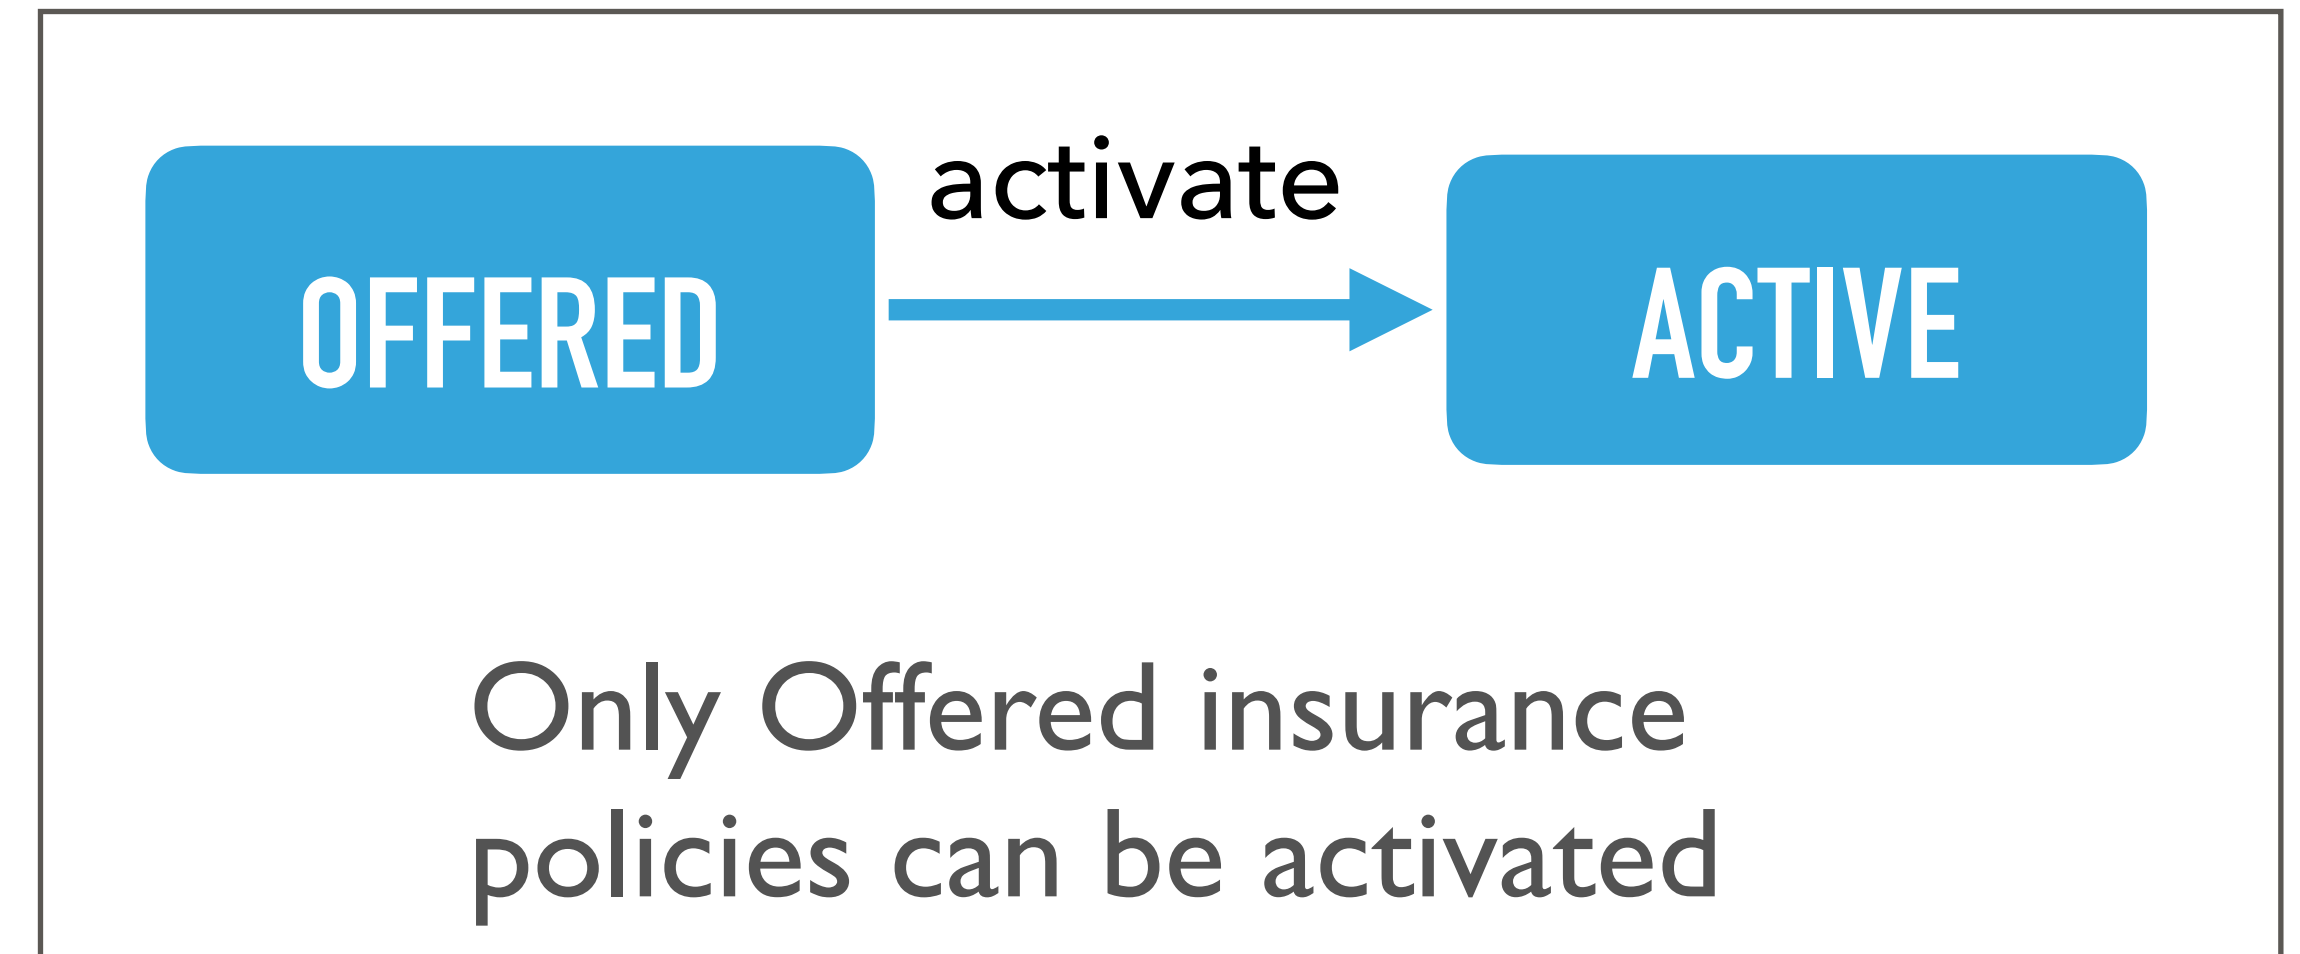 activate
OFFERED
ACTIVE
Only Offered insurance
policies can be activated